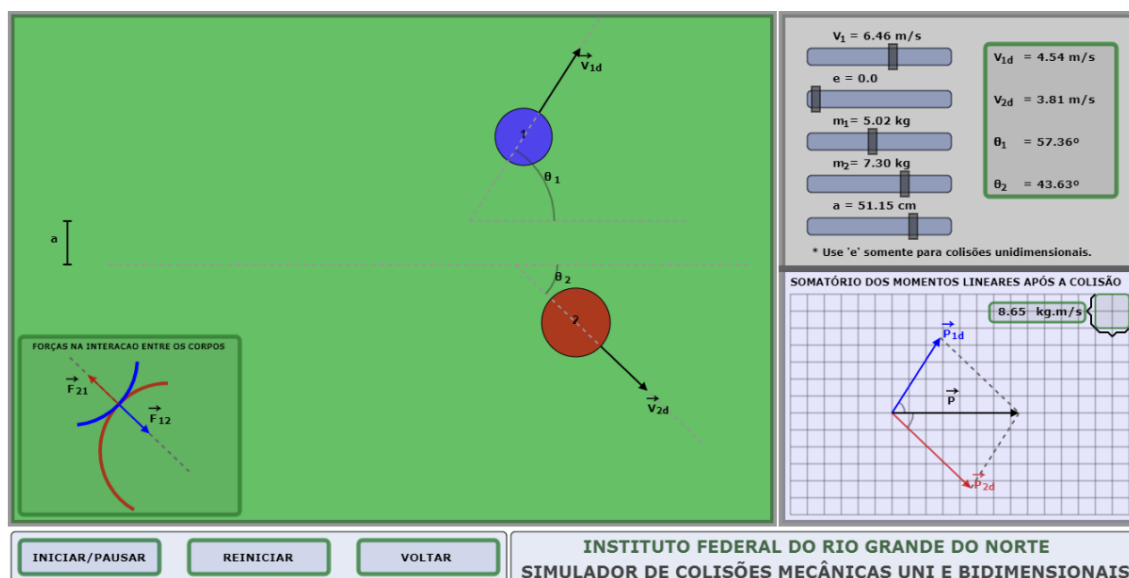 V1d
1
θ1
a
θ2
2
V2d
FORÇAS NA INTERACAO ENTRE OS CORPOS
F21
F12
V1 = 6.46 m/s
e = 0.0
m1= 5.02 kg
m2= 7.30 kg
a = 51.15 cm
* Use 'e' somente para colisões unidimensionais.
V1d = 4.54 m/s
V2d = 3.81 m/s
θ1 = 57.36º
θ2 = 43.63º
SOMATÓRIO DOS MOMENTOS LINEARES APÓS A COLISÃO
8.65 kg.m/s
P1d
P
P2d
INICIAR/PAUSAR
REINICIAR
VOLTAR
INSTITUTO FEDERAL DO RIO GRANDE DO NORTE
SIMULADOR DE COLISÕES MECÂNICAS UNI E BIDIMENSIONAIS